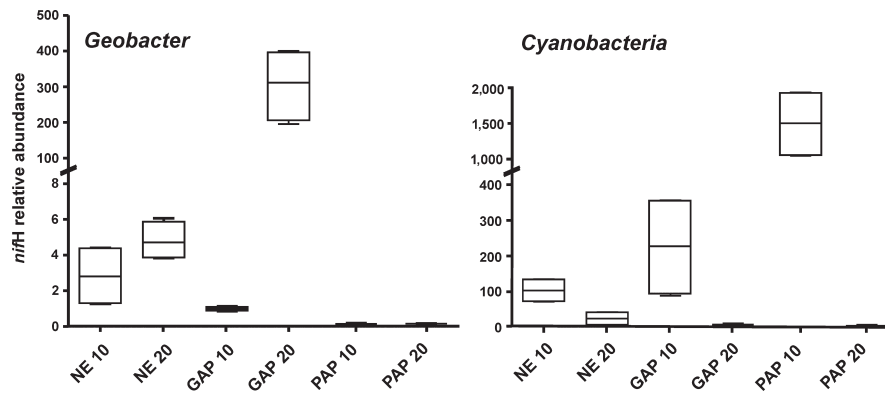 Geobacter
nifH relative abundance
500
400
300
200
100
8
6
4
2
0
NE 10
NE 20
GAP 10
GAP 20
PAP 10
PAP 20
Cyanobacteria
2,000
1,500
1,000
400
300
200
100
0
NE 10
NE 20
GAP 10
GAP 20
PAP 10
PAP 20